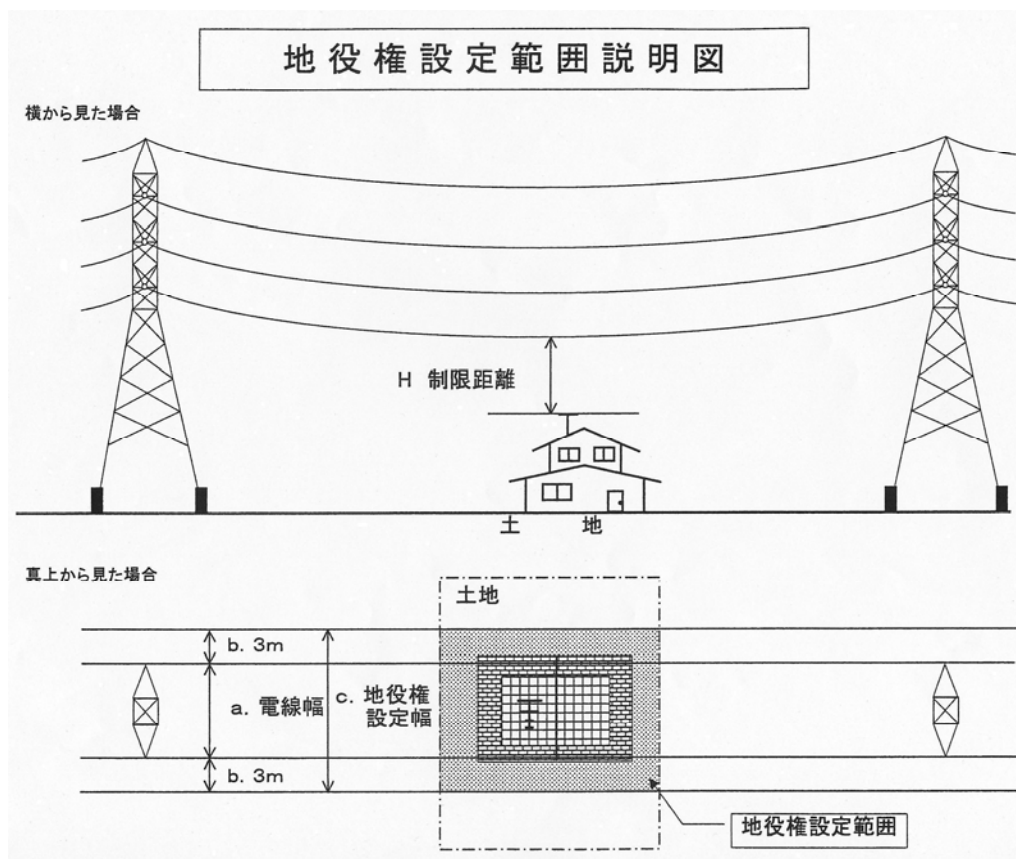 地役権設定範囲説明図
横から見た場合
H 制限距離
土 地
真上から見た場合
土地
b. 3m
a. 電線幅
c. 地役権
設定幅
b. 3m
地役権設定範囲